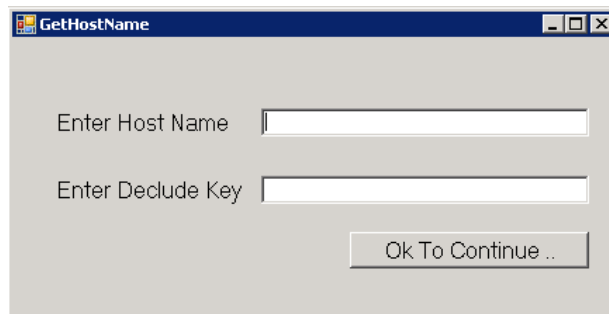 GetHostName
Enter Host Name
Enter Declude Key
Ok To Continue ..